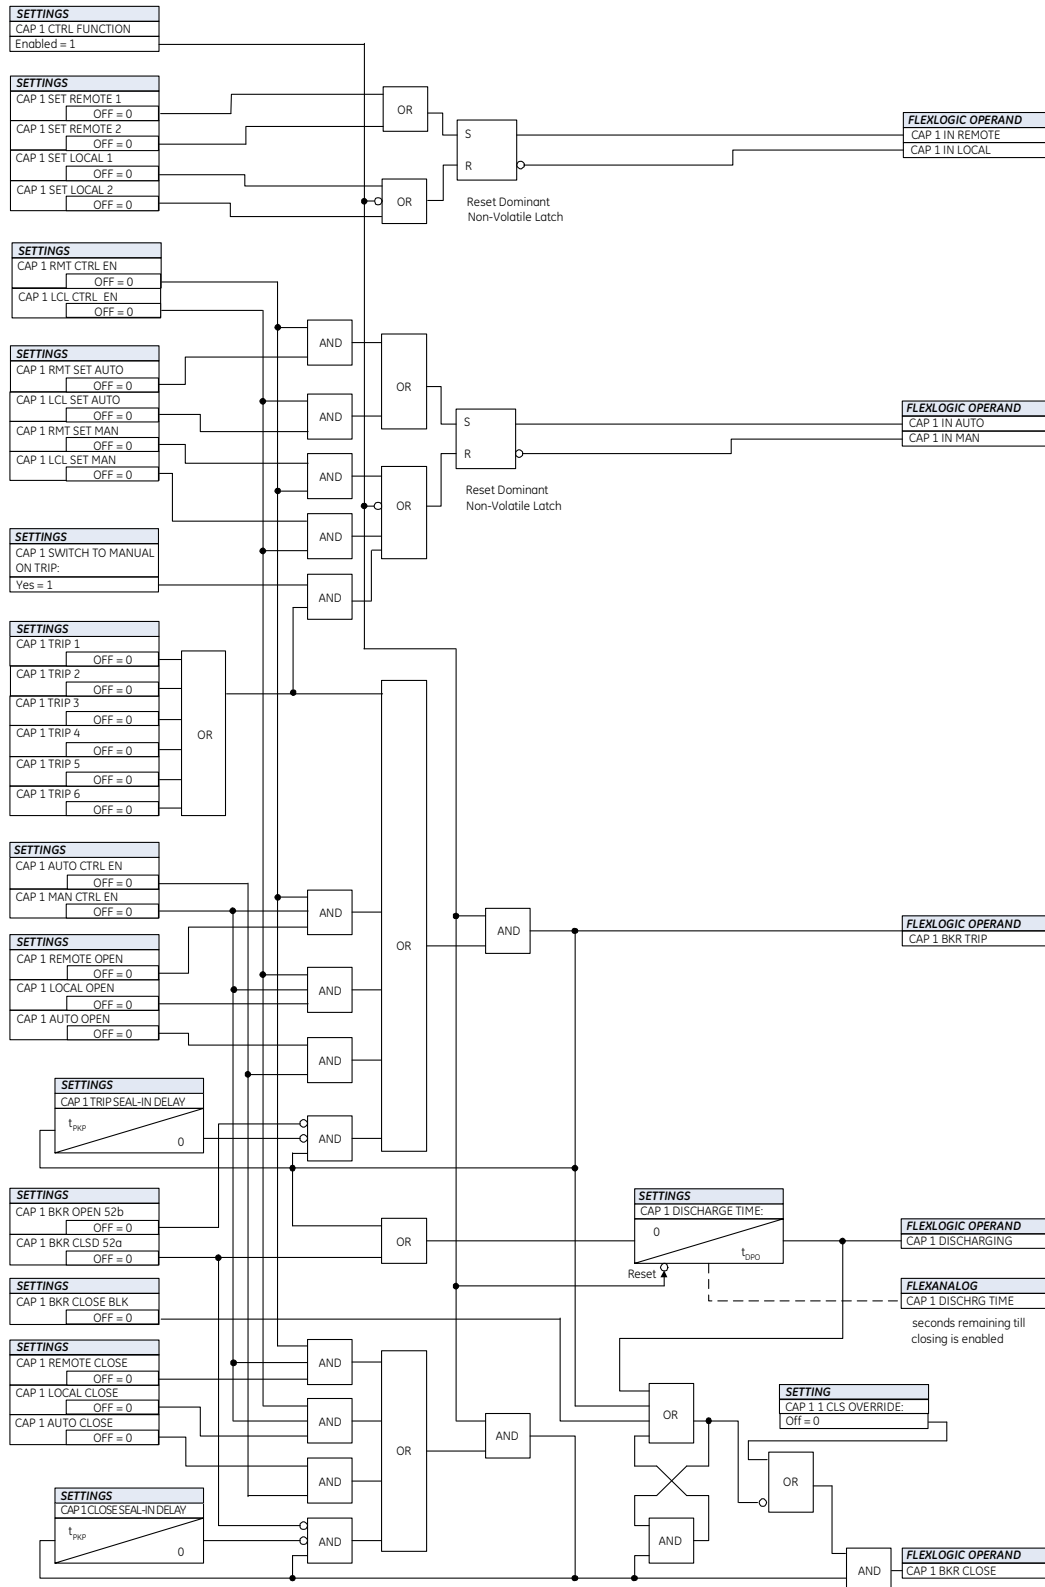 SETTINGS
CAP 1 CTRL FUNCTION
Enabled = 1
SETTINGS
CAP 1 SET REMOTE 1
OFF = 0
CAP 1 SET REMOTE 2
OFF = 0
CAP 1 SET LOCAL 1
OFF = 0
CAP 1 SET LOCAL 2
OFF = 0
OR
OR
S
R
Reset Dominant
Non-Volatile Latch
FLEXLOGIC OPERAND
CAP 1 IN REMOTE
CAP 1 IN LOCAL
SETTINGS
CAP 1 RMT CTRL EN
OFF = 0
CAP 1 LCL CTRL EN
OFF = 0
SETTINGS
CAP 1 RMT SET AUTO
OFF = 0
CAP 1 LCL SET AUTO
OFF = 0
CAP 1 RMT SET MAN
OFF = 0
CAP 1 LCL SET MAN
OFF = 0
AND
AND
AND
AND
AND
OR
OR
S
R
Reset Dominant
Non-Volatile Latch
FLEXLOGIC OPERAND
CAP 1 IN AUTO
CAP 1 IN MAN
SETTINGS
CAP 1 SWITCH TO MANUAL
ON TRIP:
Yes = 1
SETTINGS
CAP 1 TRIP 1
OFF = 0
CAP 1 TRIP 2
OFF = 0
CAP 1 TRIP 3
OFF = 0
CAP 1 TRIP 4
OFF = 0
CAP 1 TRIP 5
OFF = 0
CAP 1 TRIP 6
OFF = 0
OR
SETTINGS
CAP 1 AUTO CTRL EN
OFF = 0
CAP 1 MAN CTRL EN
OFF = 0
SETTINGS
CAP 1 REMOTE OPEN
OFF = 0
CAP 1 LOCAL OPEN
OFF = 0
CAP 1 AUTO OPEN
OFF = 0
AND
AND
AND
AND
OR
AND
FLEXLOGIC OPERAND
CAP 1 BKR TRIP
SETTINGS
CAP 1 TRIP SEAL-IN DELAY
tPKP
0
SETTINGS
CAP 1 BKR OPEN 52b
OFF = 0
CAP 1 BKR CLSD 52a
OFF = 0
OR
SETTINGS
CAP 1 DISCHARGE TIME:
0
tDPO
Reset
FLEXLOGIC OPERAND
CAP 1 DISCHARGING
FLEXANALOG
CAP 1 DISCHRG TIME
seconds remaining till
closing is enabled
SETTINGS
CAP 1 BKR CLOSE BLK
OFF = 0
SETTINGS
CAP 1 REMOTE CLOSE
OFF = 0
CAP 1 LOCAL CLOSE
OFF = 0
CAP 1 AUTO CLOSE
OFF = 0
AND
AND
AND
AND
OR
AND
OR
AND
SETTING
CAP 1 1 CLS OVERRIDE:
Off = 0
OR
SETTINGS
CAP 1 CLOSE SEAL-IN DELAY
tPKP
0
AND
FLEXLOGIC OPERAND
CAP 1 BKR CLOSE